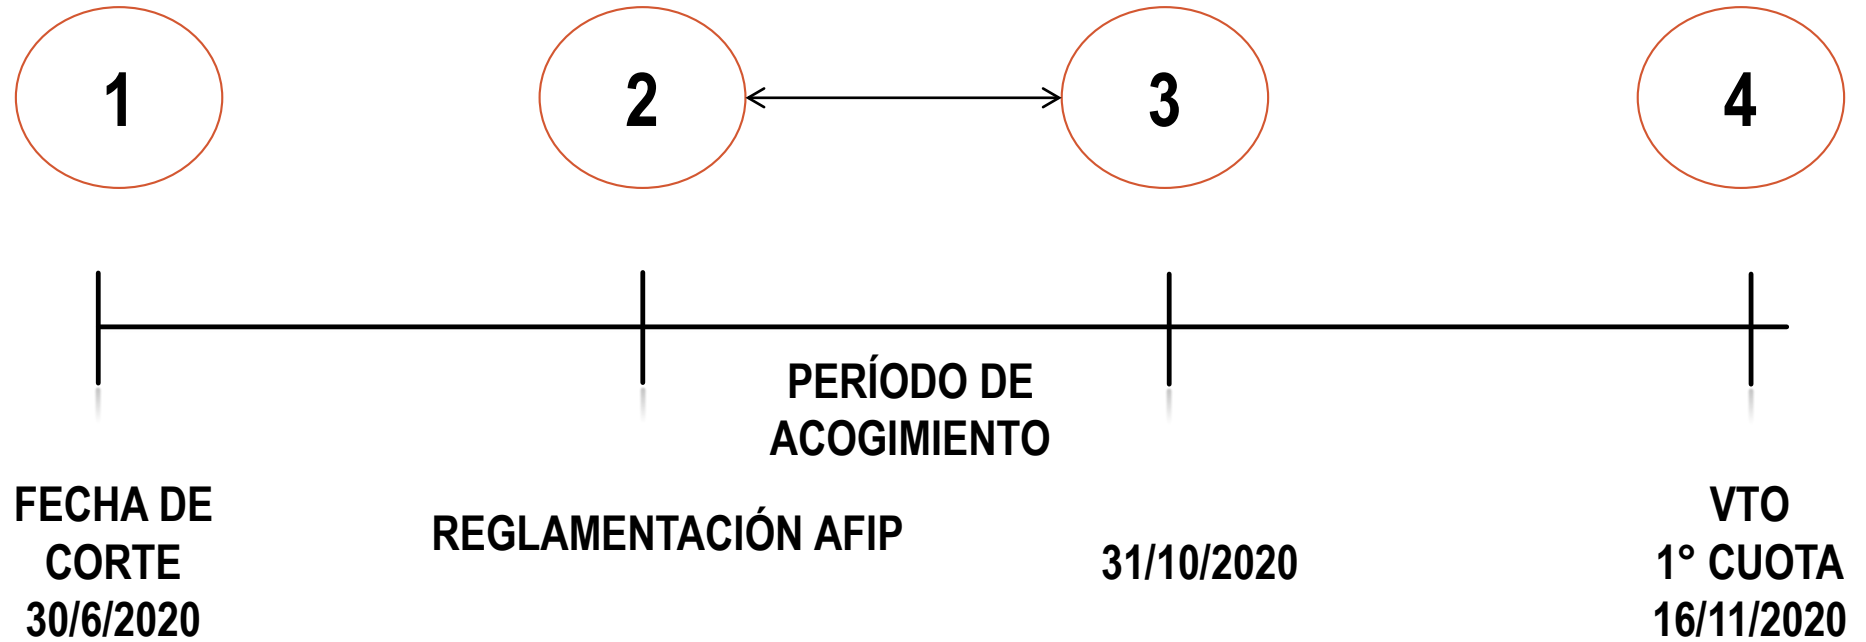 1
2
3
4
PERÍODO DE
ACOGIMIENTO
FECHA DE
CORTE
30/6/2020
REGLAMENTACIÓN AFIP
31/10/2020
VTO
1° CUOTA
16/11/2020